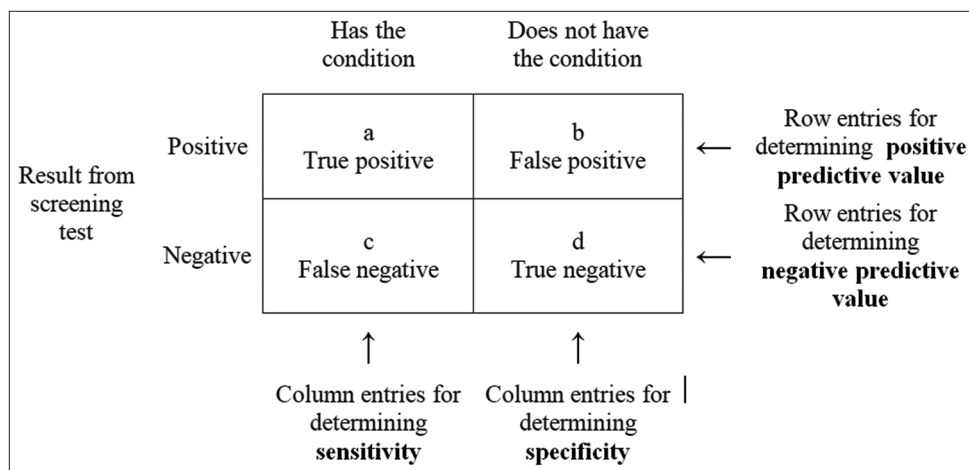 Has the
condition
Does not have
the condition
Positive
a
True positive
b
False positive
← Row entries for
determining positive
predictive value
Result from
screening
test
Negative
c
False negative
d
True negative
← Row entries for
determining
negative predictive
value
↑
Column entries for
determining
sensitivity
↑
Column entries for
determining
specificity